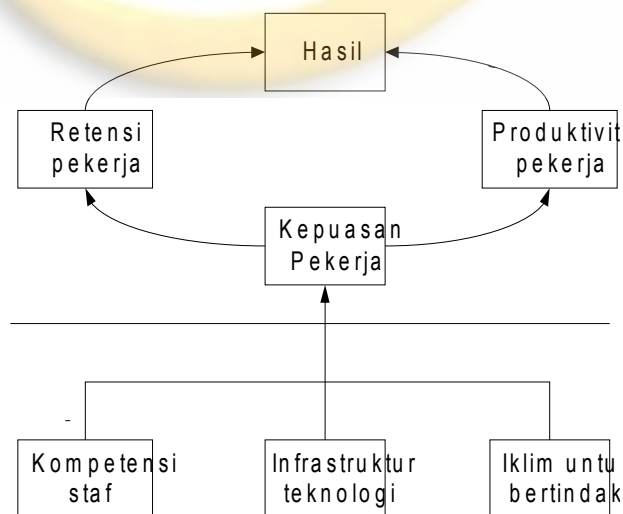 Hasil
Retensi
pekerja
Produktivit
pekerja
Kepuasan
Pekerja
Kompetensi
staf
Infrastruktur
teknologi
Iklim untu
bertindak